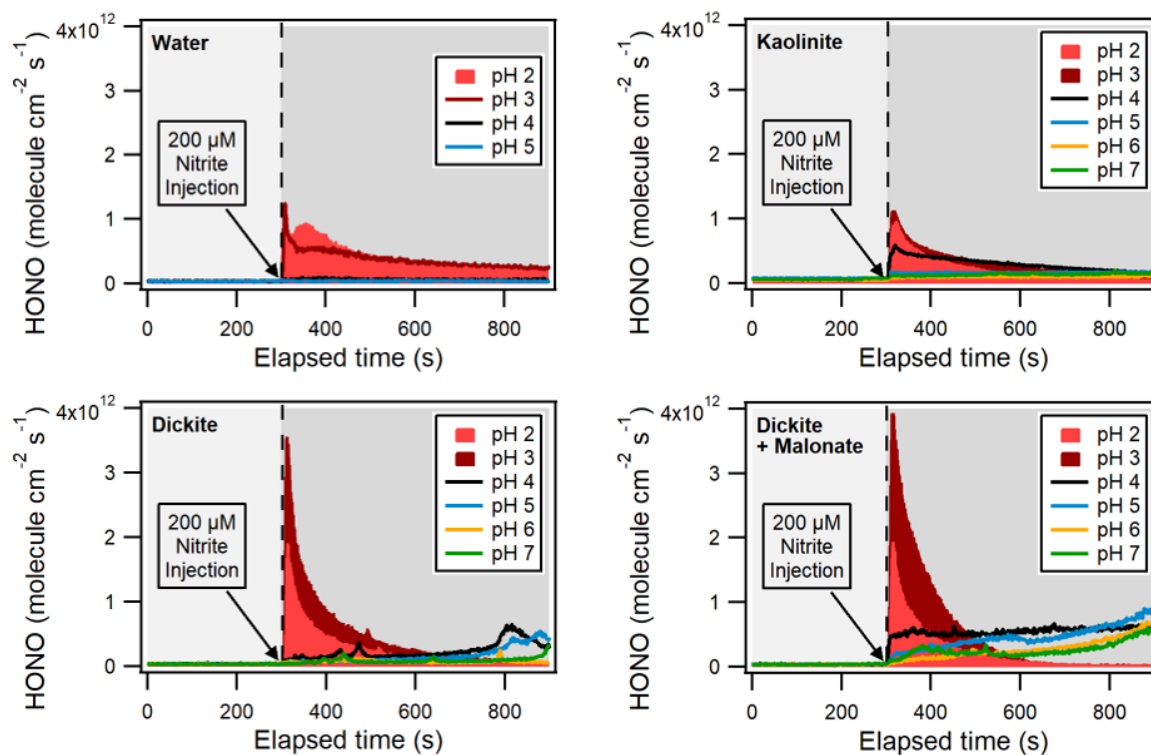 Water
HONO (molecule cm⁻² s⁻¹)
4x10¹²
3
2
1
0
200 µM
Nitrite
Injection
pH 2
pH 3
pH 4
pH 5
0 200 400 600 800
Elapsed time (s)
Kaolinite
HONO (molecule cm⁻² s⁻¹)
4x10¹²
3
2
1
0
200 µM
Nitrite
Injection
pH 2
pH 3
pH 4
pH 5
pH 6
pH 7
0 200 400 600 800
Elapsed time (s)
Dickite
HONO (molecule cm⁻² s⁻¹)
4x10¹²
3
2
1
0
200 µM
Nitrite
Injection
pH 2
pH 3
pH 4
pH 5
pH 6
pH 7
0 200 400 600 800
Elapsed time (s)
Dickite
+ Malonate
HONO (molecule cm⁻² s⁻¹)
4x10¹²
3
2
1
0
200 µM
Nitrite
Injection
pH 2
pH 3
pH 4
pH 5
pH 6
pH 7
0 200 400 600 800
Elapsed time (s)